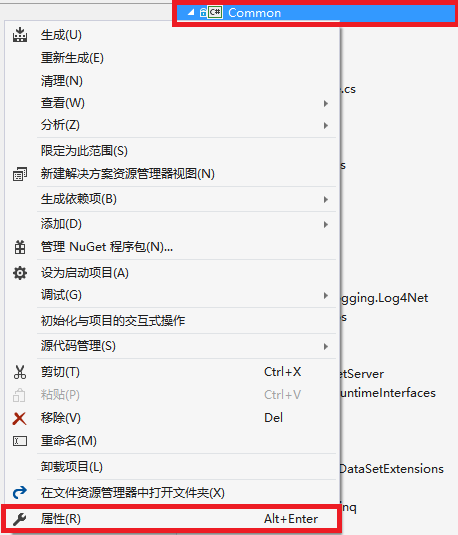 C# Common
生成(U)
重新生成(E)
清理(N)
.cs
查看(W)
分析(Z)
限定为此范围(S)
s
新建解决方案资源管理器视图(N)
生成依赖项(B)
添加(D)
管理 NuGet 程序包(N)...
设为启动项目(A)
调试(G)
gging.Log4Net
初始化与项目的交互式操作
os
源代码管理(S)
剪切(T) Ctrl+X
etServer
粘贴(P) Ctrl+V
untimeInterfaces
移除(V) Del
重命名(M)
卸载项目(L)
DataSetExtensions
在文件资源管理器中打开文件夹(X)
nq
属性(R) Alt+Enter